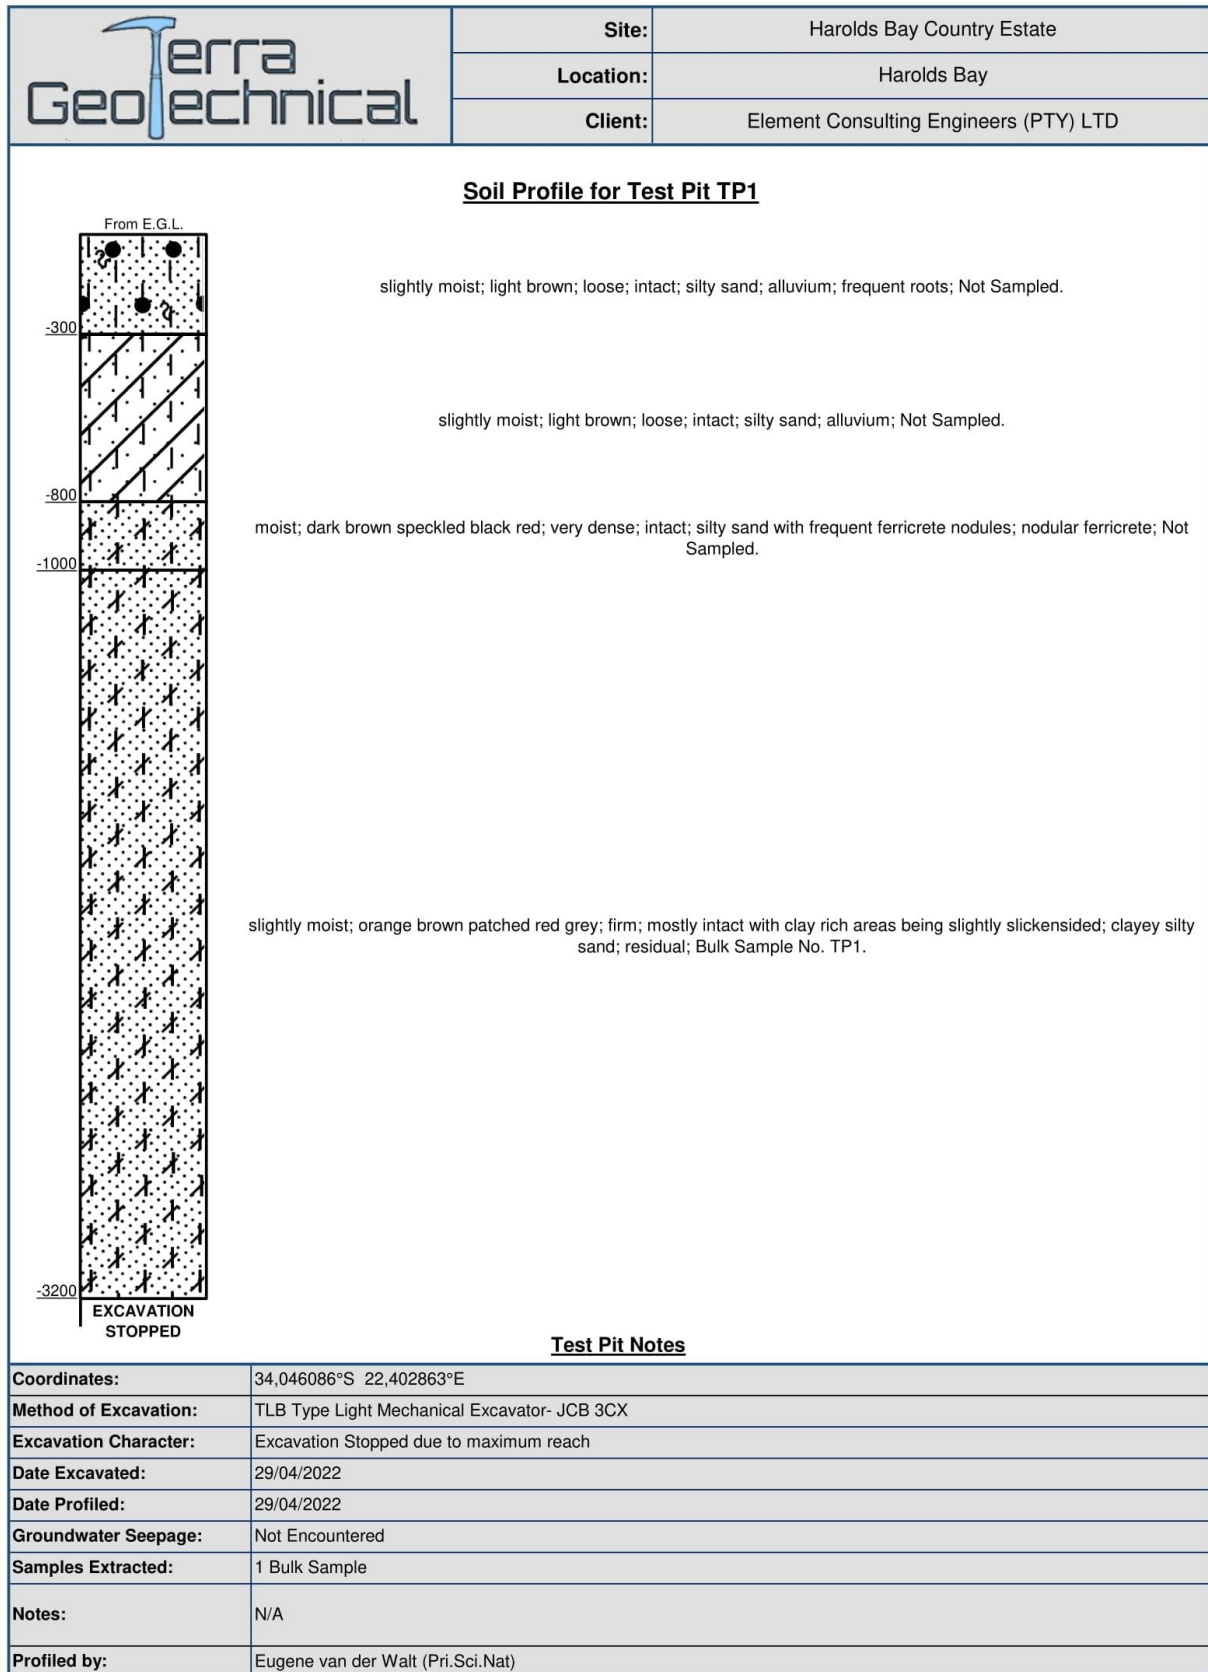 Terra
GeoTechnical
Site: Harolds Bay Country Estate
Location: Harolds Bay
Client: Element Consulting Engineers (PTY) LTD
Soil Profile for Test Pit TP1
From E.G.L.
slightly moist; light brown; loose; intact; silty sand; alluvium; frequent roots; Not Sampled.
-300
slightly moist; light brown; loose; intact; silty sand; alluvium; Not Sampled.
-800
moist; dark brown speckled black red; very dense; intact; silty sand with frequent ferricrete nodules; nodular ferricrete; Not
Sampled.
-1000
slightly moist; orange brown patched red grey; firm; mostly intact with clay rich areas being slightly slickensided; clayey silty
sand; residual; Bulk Sample No. TP1.
-3200
EXCAVATION
STOPPED
Test Pit Notes
Coordinates: 34,046086°S 22,402863°E
Method of Excavation: TLB Type Light Mechanical Excavator- JCB 3CX
Excavation Character: Excavation Stopped due to maximum reach
Date Excavated: 29/04/2022
Date Profiled: 29/04/2022
Groundwater Seepage: Not Encountered
Samples Extracted: 1 Bulk Sample
Notes: N/A
Profiled by: Eugene van der Walt (Pri.Sci.Nat)